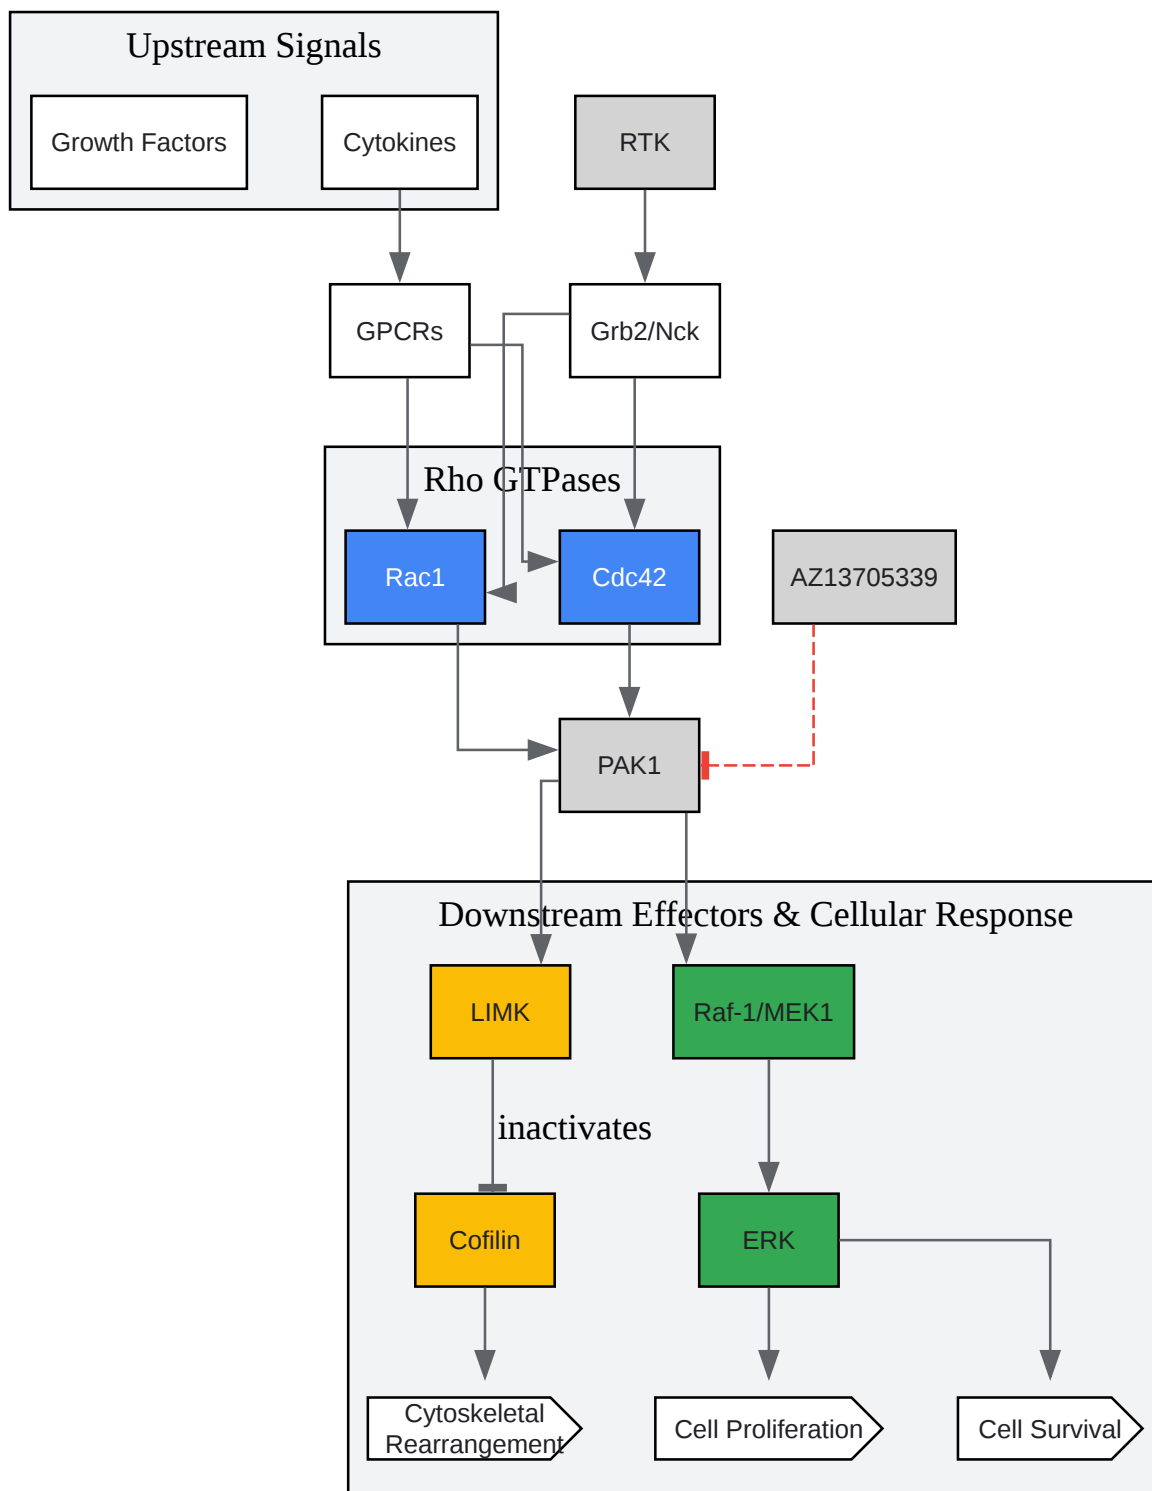 Upstream Signals
Growth Factors
Cytokines
RTK
GPCRs
Grb2/Nck
Rho GTPases
Rac1
Cdc42
AZ13705339
PAK1
Downstream Effectors & Cellular Response
LIMK
Raf-1/MEK1
inactivates
Cofilin
ERK
Cytoskeletal
Rearrangement
Cell Proliferation
Cell Survival